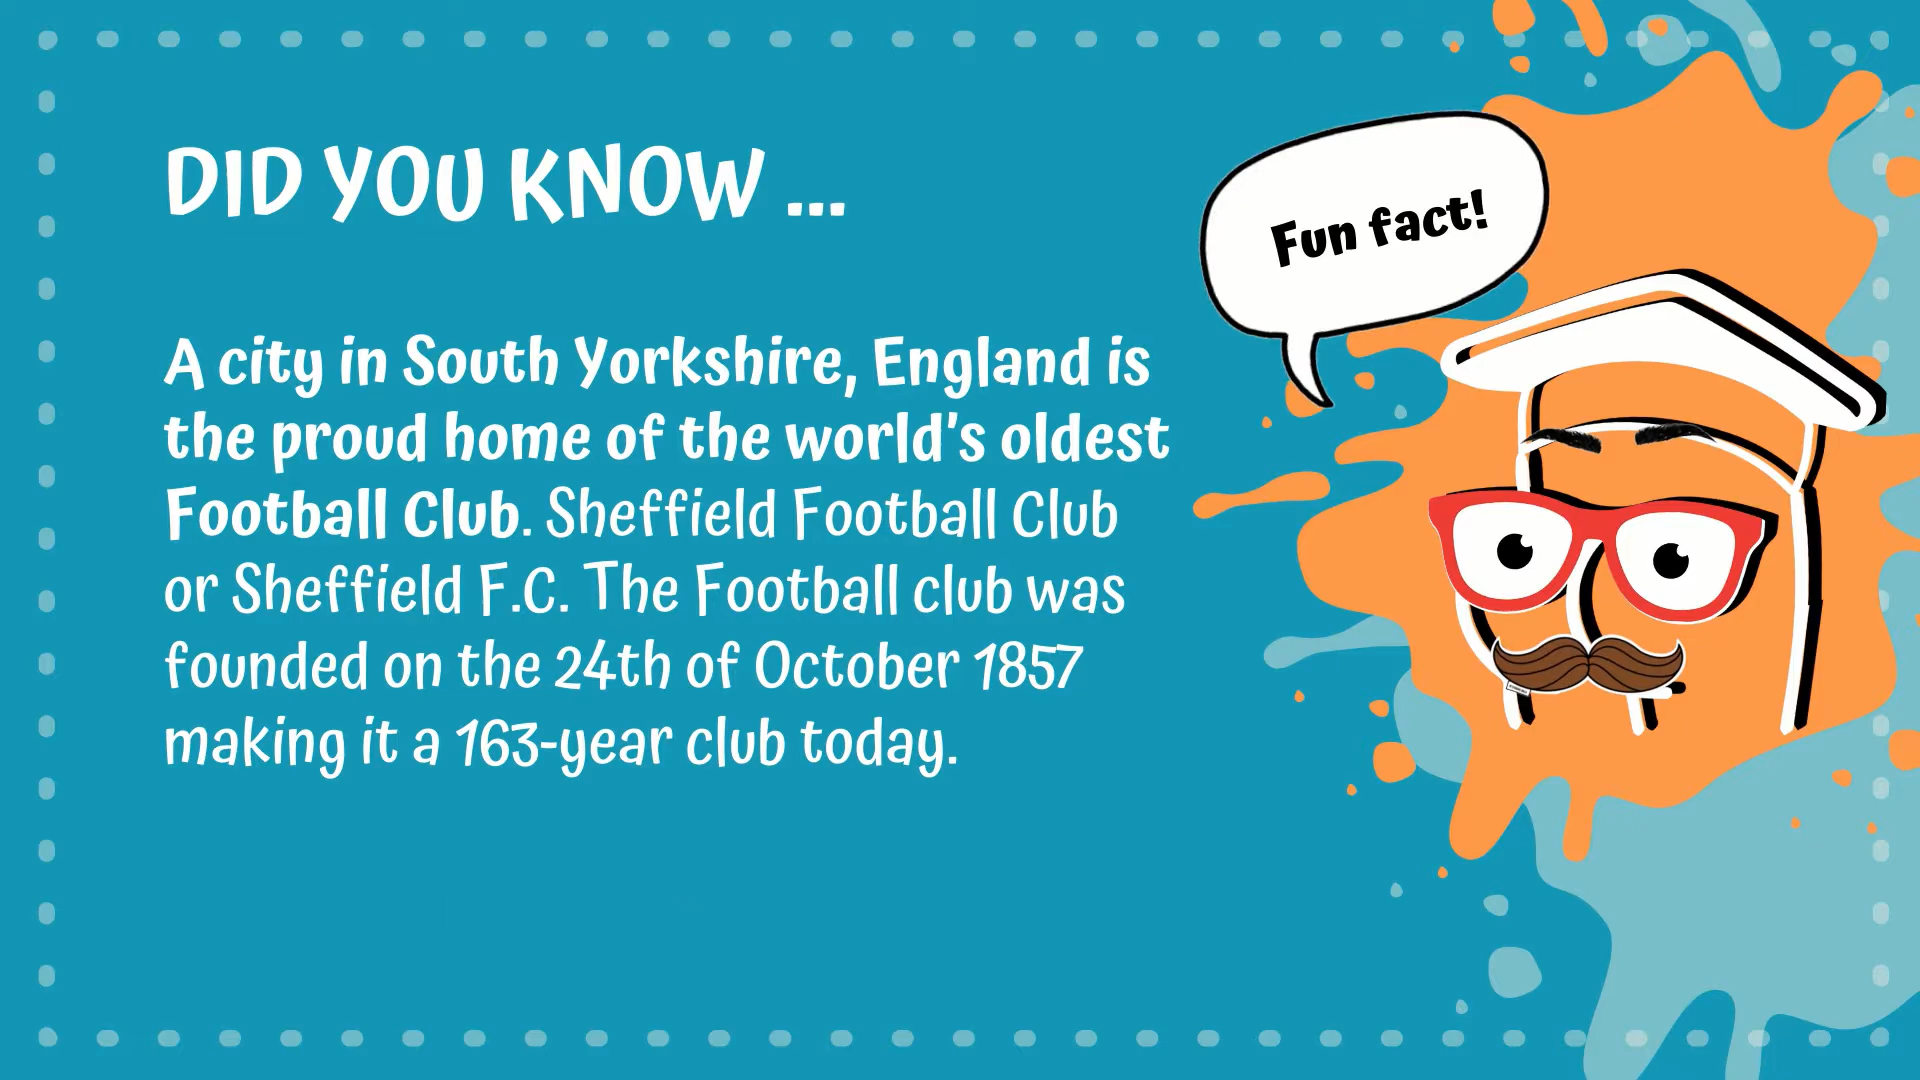 DID YOU KNOW ...
Fun fact!
A city in South Yorkshire, England is
the proud home of the world's oldest
Football Club. Sheffield Football Club
or Sheffield F.C. The Football club was
founded on the 24th of October 1857
making it a 163-year club today.